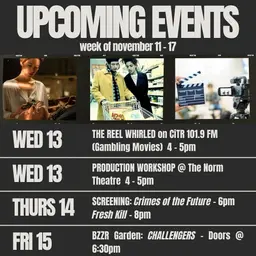 UPCOMING EVENTS
week of november 11 - 17
WED 13
THE REEL WHIRLED on CiTR 101.9 FM
(Gambling Movies) 4 - 5pm
WED 13
PRODUCTION WORKSHOP @ The Norm
Theatre 4 - 5pm
THURS 14
SCREENING: Crimes of the Future - 6pm
Fresh Kill - 8pm
FRI 15
BZZR Garden: CHALLENGERS - Doors @
6:30pm